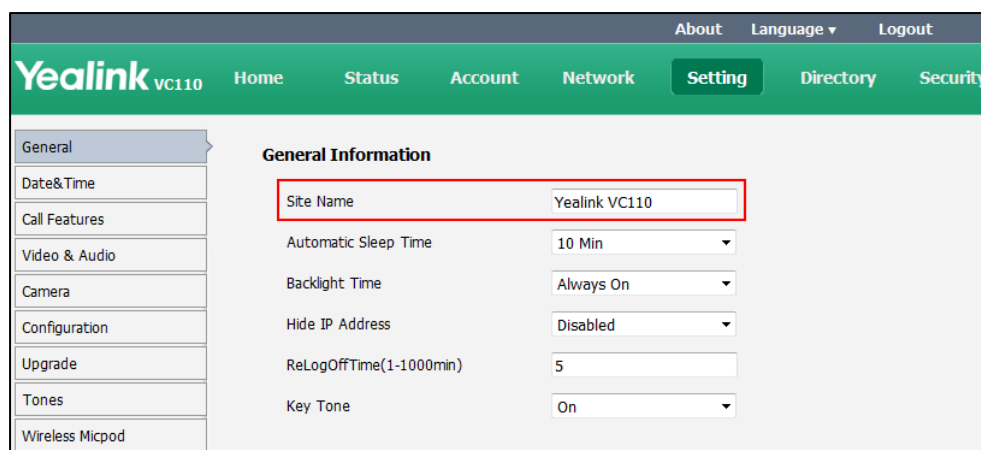 About Language ▾ Logout
Yealink VC110 Home Status Account Network Setting Directory Security
General
Date&Time
Call Features
Video & Audio
Camera
Configuration
Upgrade
Tones
Wireless Micpod
General Information
Site Name Yealink VC110
Automatic Sleep Time 10 Min
Backlight Time Always On
Hide IP Address Disabled
ReLogOffTime(1-1000min) 5
Key Tone On